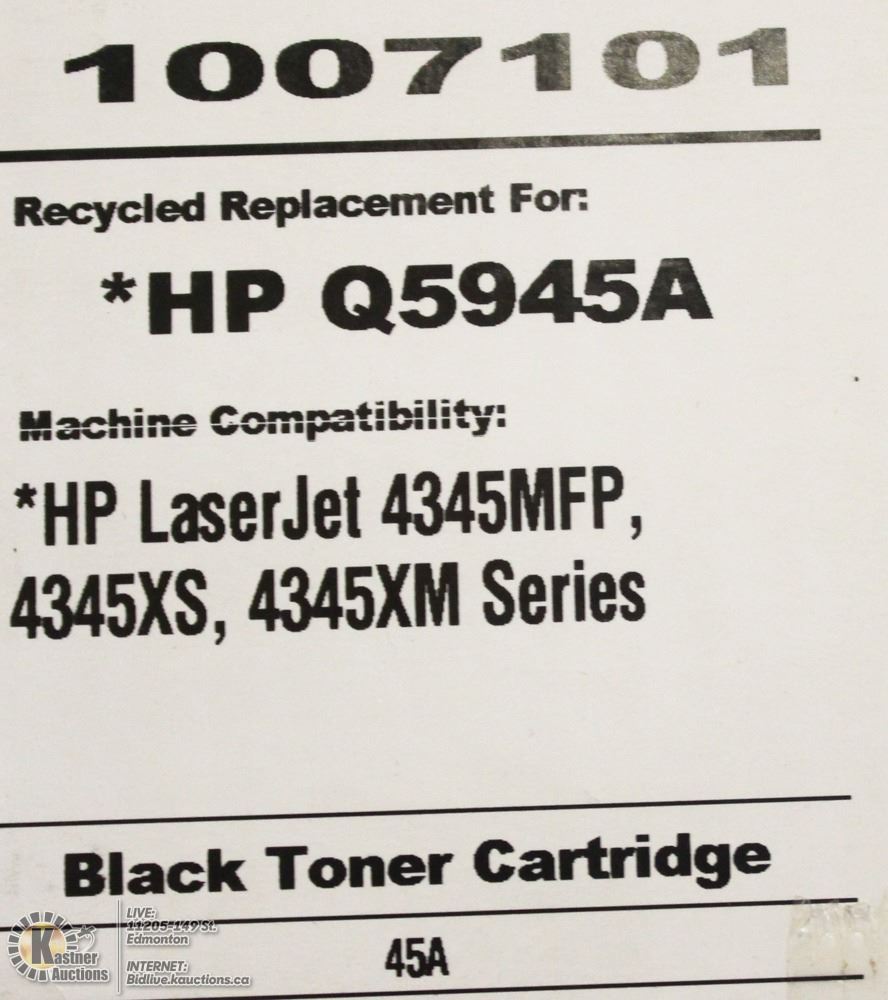 1007101
Recycled Replacement For:
*HP Q5945A
Machine Compatibility:
*HP LaserJet 4345MFP,
4345XS, 4345XM Series
Black Toner Cartridge
45A
Kastner
Auctions
LIVE:
11205-149 St.
Edmonton
INTERNET:
Bidlive.kauctions.ca